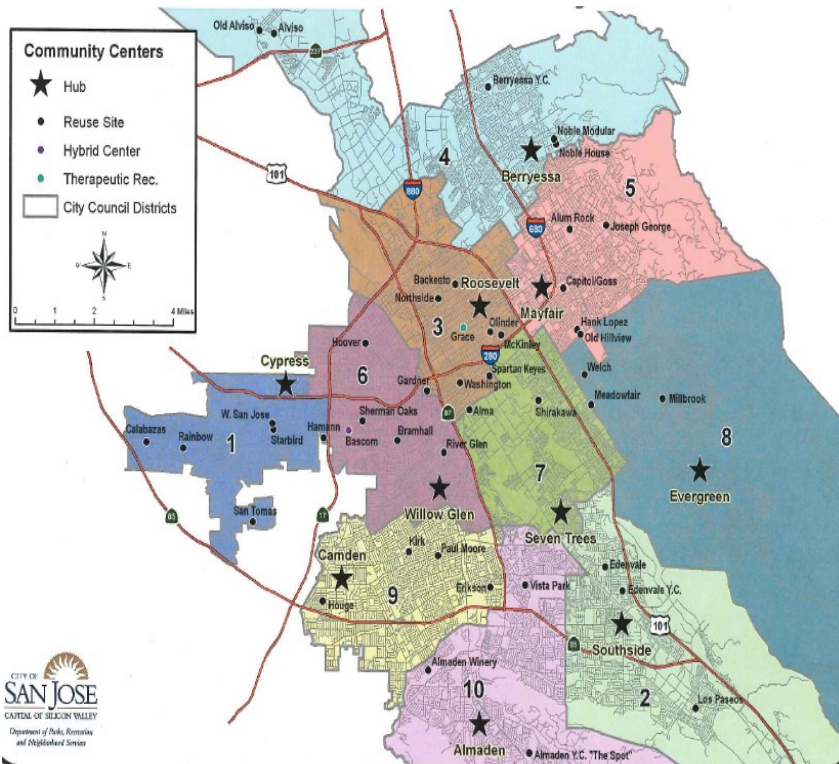 Community Centers
Hub
Reuse Site
Hybrid Center
Therapeutic Rec.
City Council Districts
N
W
E
S
0 1 2 4 Miles
Old Alviso
Alviso
237
101
880
4
Berryessa Y.C.
Noble Modular
Noble House
Berryessa
5
680
Alum Rock
Joseph George
Backesto
Roosevelt
Northside
Mayfair
Capitol/Goss
3
Grace
Olinder
McKinley
Hank Lopez
Old Hillview
280
Hoover
Cypress
6
Spartan Keyes
Welch
Gardner
Washington
Meadowfair
Millbrook
Alma
Shirakawa
87
W. San Jose
Starbird
Hamann
Sherman Oaks
Bascom
Bramhall
River Glen
Calabazas
Rainbow
1
8
7
Evergreen
Willow Glen
Seven Trees
San Tomas
85
17
Camden
Kirk
Paul Moore
Edenvale
Erikson
Vista Park
Edenvale Y.C.
Houge
9
101
Southside
85
Almaden Winery
10
2
Los Paseos
Almaden
Almaden Y.C. "The Spot"
CITY OF
SAN JOSE
CAPITAL OF SILICON VALLEY
Department of Parks, Recreation
and Neighborhood Services